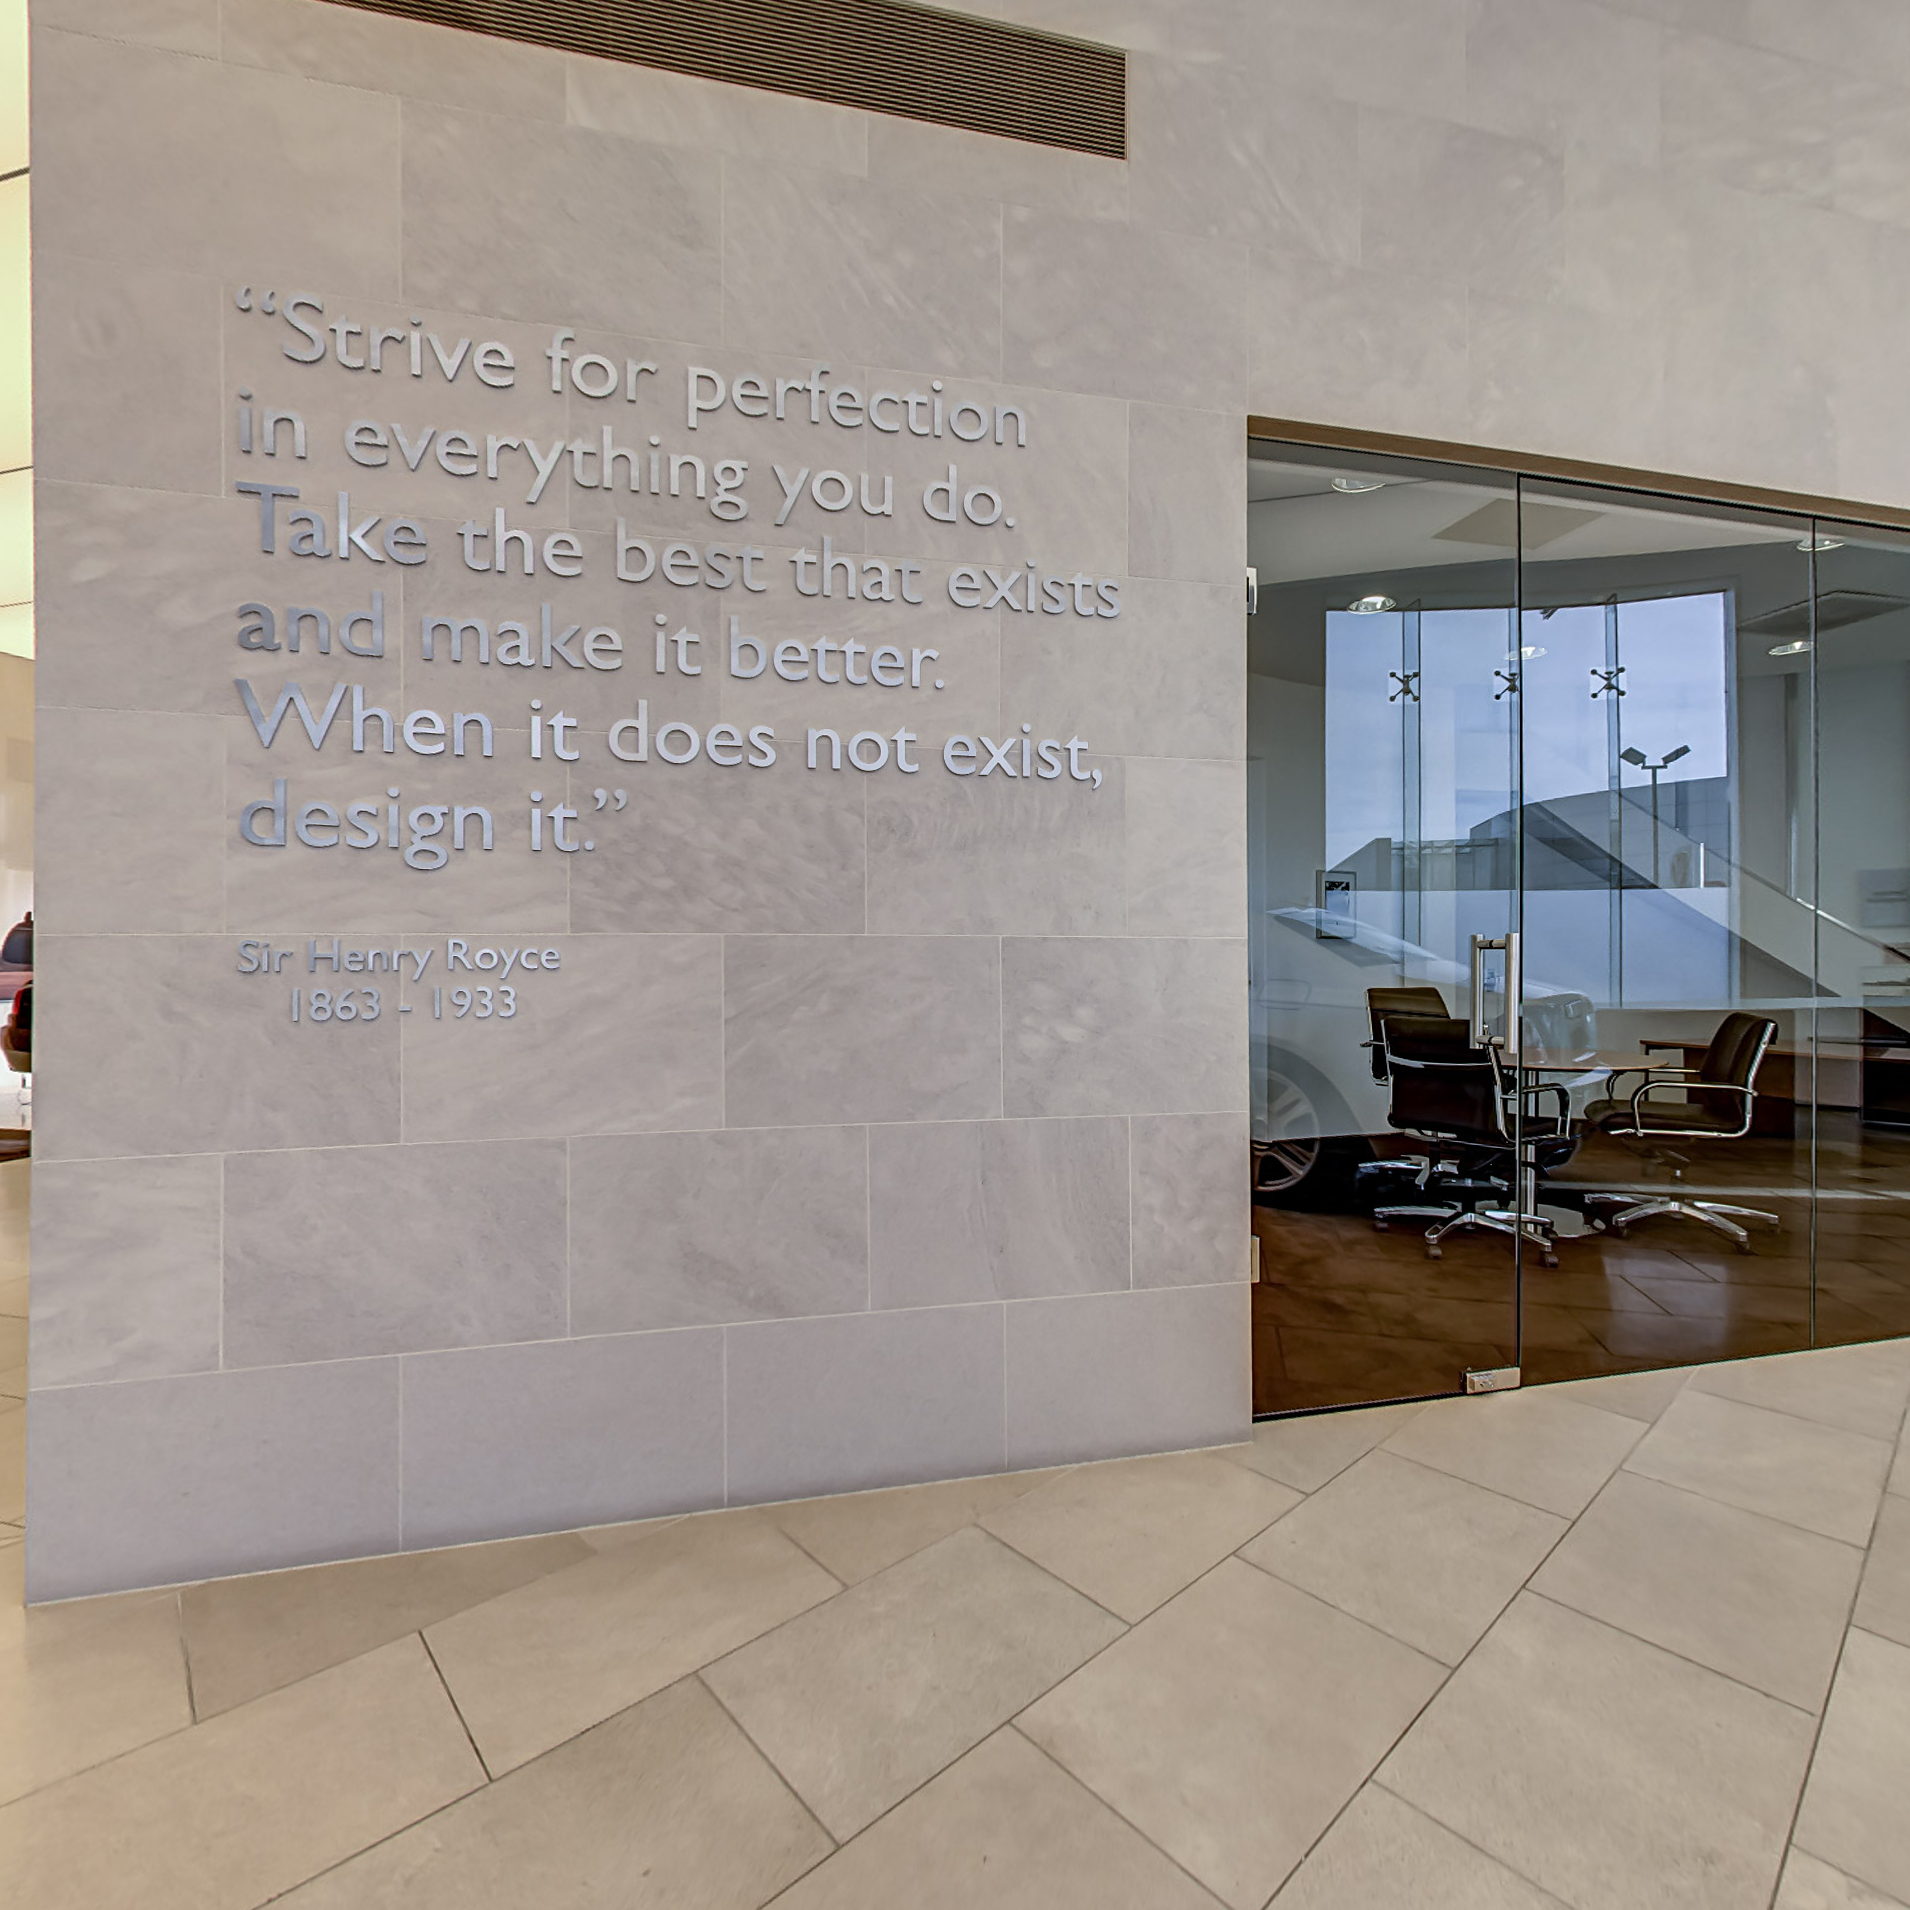 “Strive for perfection
in everything you do.
Take the best that exists
and make it better.
When it does not exist,
design it.”
Sir Henry Royce
1863 - 1933